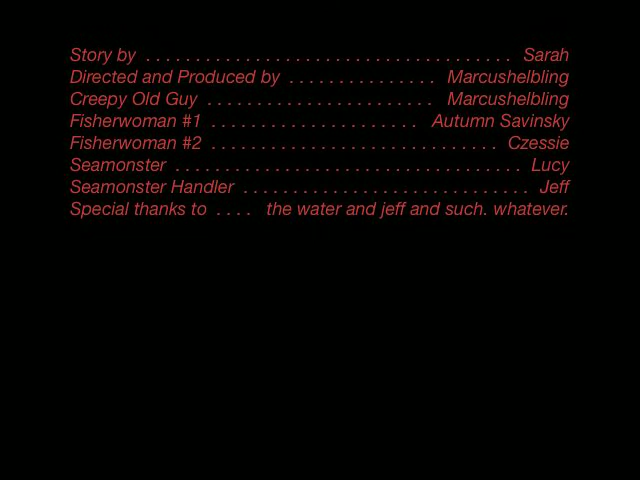 Story by . . . . . . . . . . . . . . . . . . . . . . . . . . . . . . . . . . . . . Sarah
Directed and Produced by . . . . . . . . . . . . . . . Marcushelbling
Creepy Old Guy . . . . . . . . . . . . . . . . . . . . . . . Marcushelbling
Fisherwoman #1 . . . . . . . . . . . . . . . . . . . . . Autumn Savinsky
Fisherwoman #2 . . . . . . . . . . . . . . . . . . . . . . . . . . . . . Czessie
Seamonster . . . . . . . . . . . . . . . . . . . . . . . . . . . . . . . . . . . Lucy
Seamonster Handler . . . . . . . . . . . . . . . . . . . . . . . . . . . . . Jeff
Special thanks to . . . . the water and jeff and such. whatever.